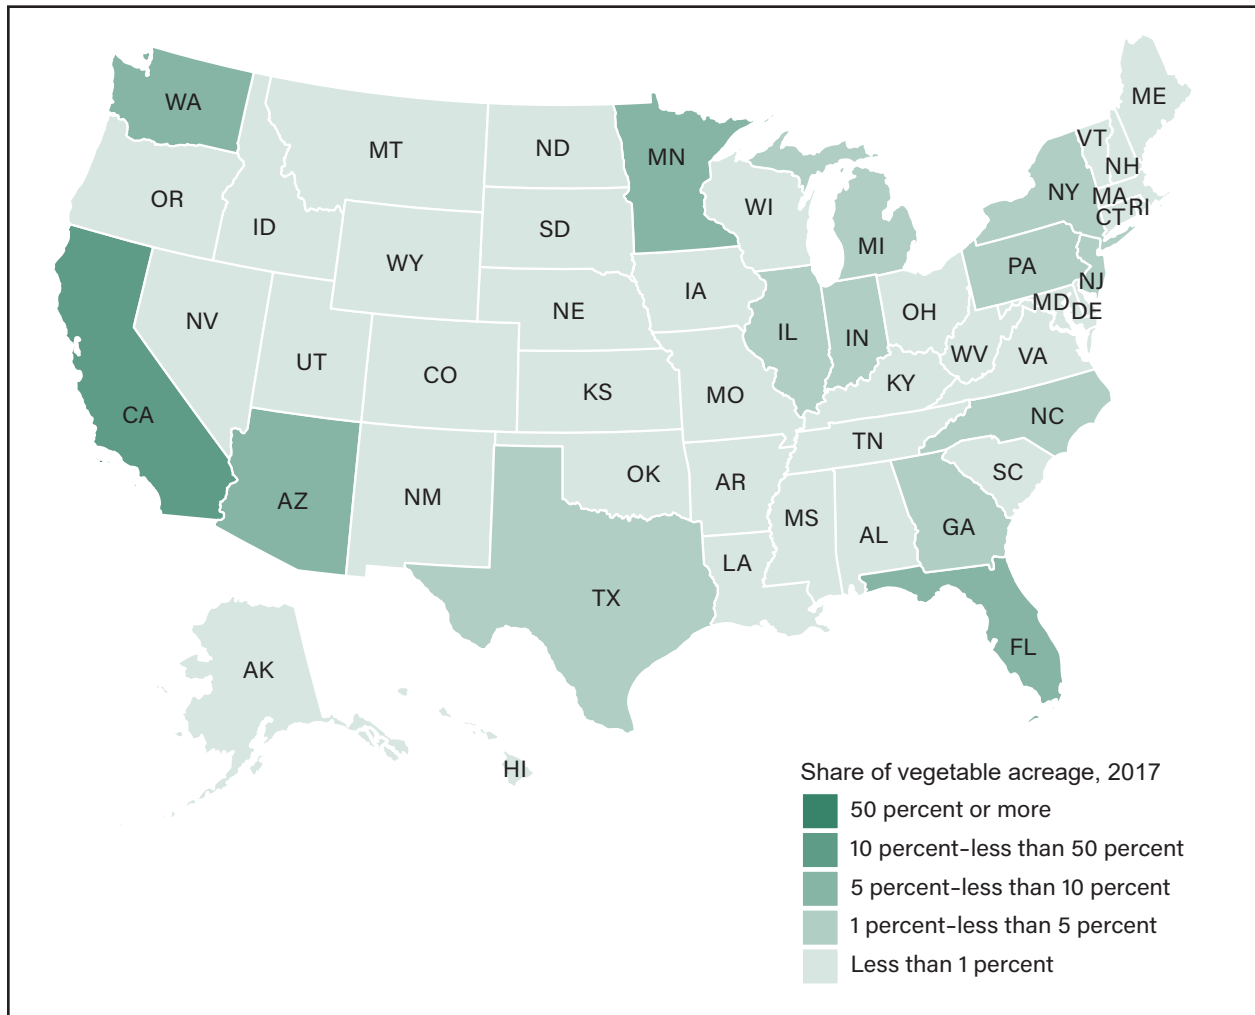 WA
MT
ND
MN
ME
VT
NH
OR
ID
SD
WI
NY
MA
CT
RI
WY
MI
NV
NE
IA
PA
NJ
MD
DE
UT
CO
KS
IL
IN
OH
WV
VA
CA
MO
KY
NC
AZ
NM
OK
AR
TN
SC
MS
AL
GA
LA
TX
FL
AK
HI
Share of vegetable acreage, 2017
50 percent or more
10 percent–less than 50 percent
5 percent–less than 10 percent
1 percent–less than 5 percent
Less than 1 percent